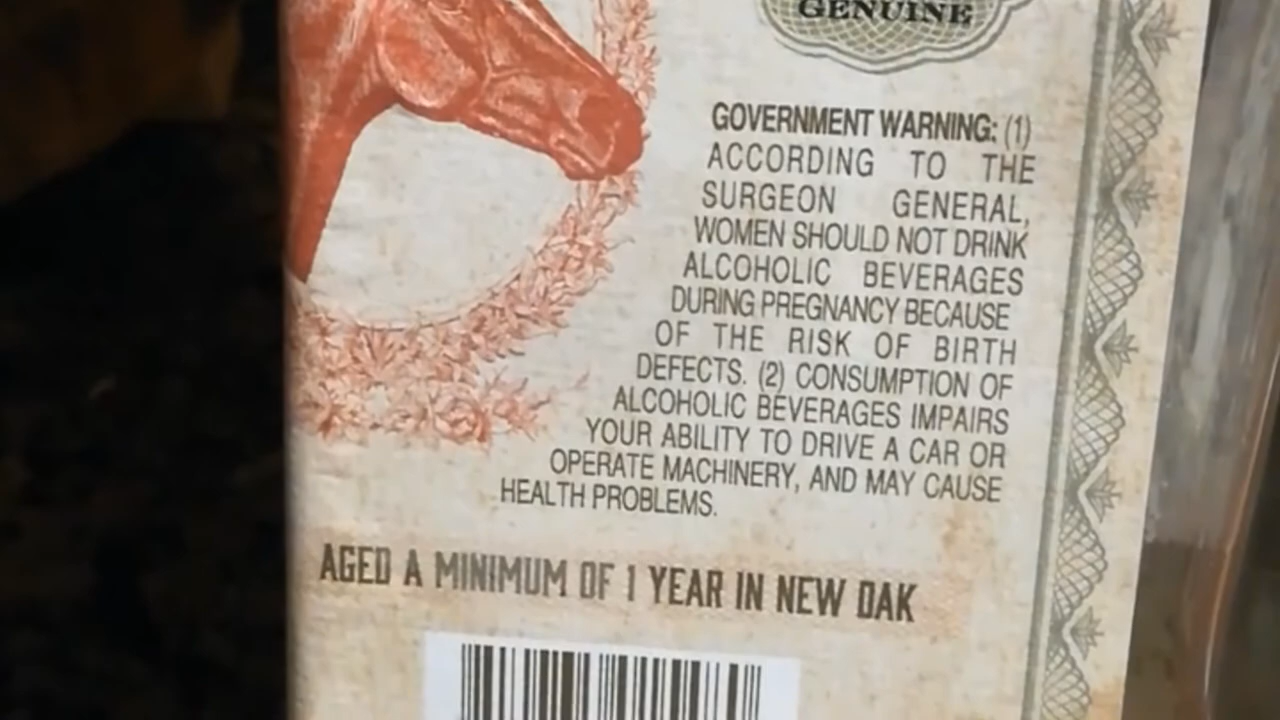 GENUINE
GOVERNMENT WARNING: (1)
ACCORDING TO THE
SURGEON GENERAL,
WOMEN SHOULD NOT DRINK
ALCOHOLIC BEVERAGES
DURING PREGNANCY BECAUSE
OF THE RISK OF BIRTH
DEFECTS. (2) CONSUMPTION OF
ALCOHOLIC BEVERAGES IMPAIRS
YOUR ABILITY TO DRIVE A CAR OR
OPERATE MACHINERY, AND MAY CAUSE
HEALTH PROBLEMS.
AGED A MINIMUM OF 1 YEAR IN NEW OAK